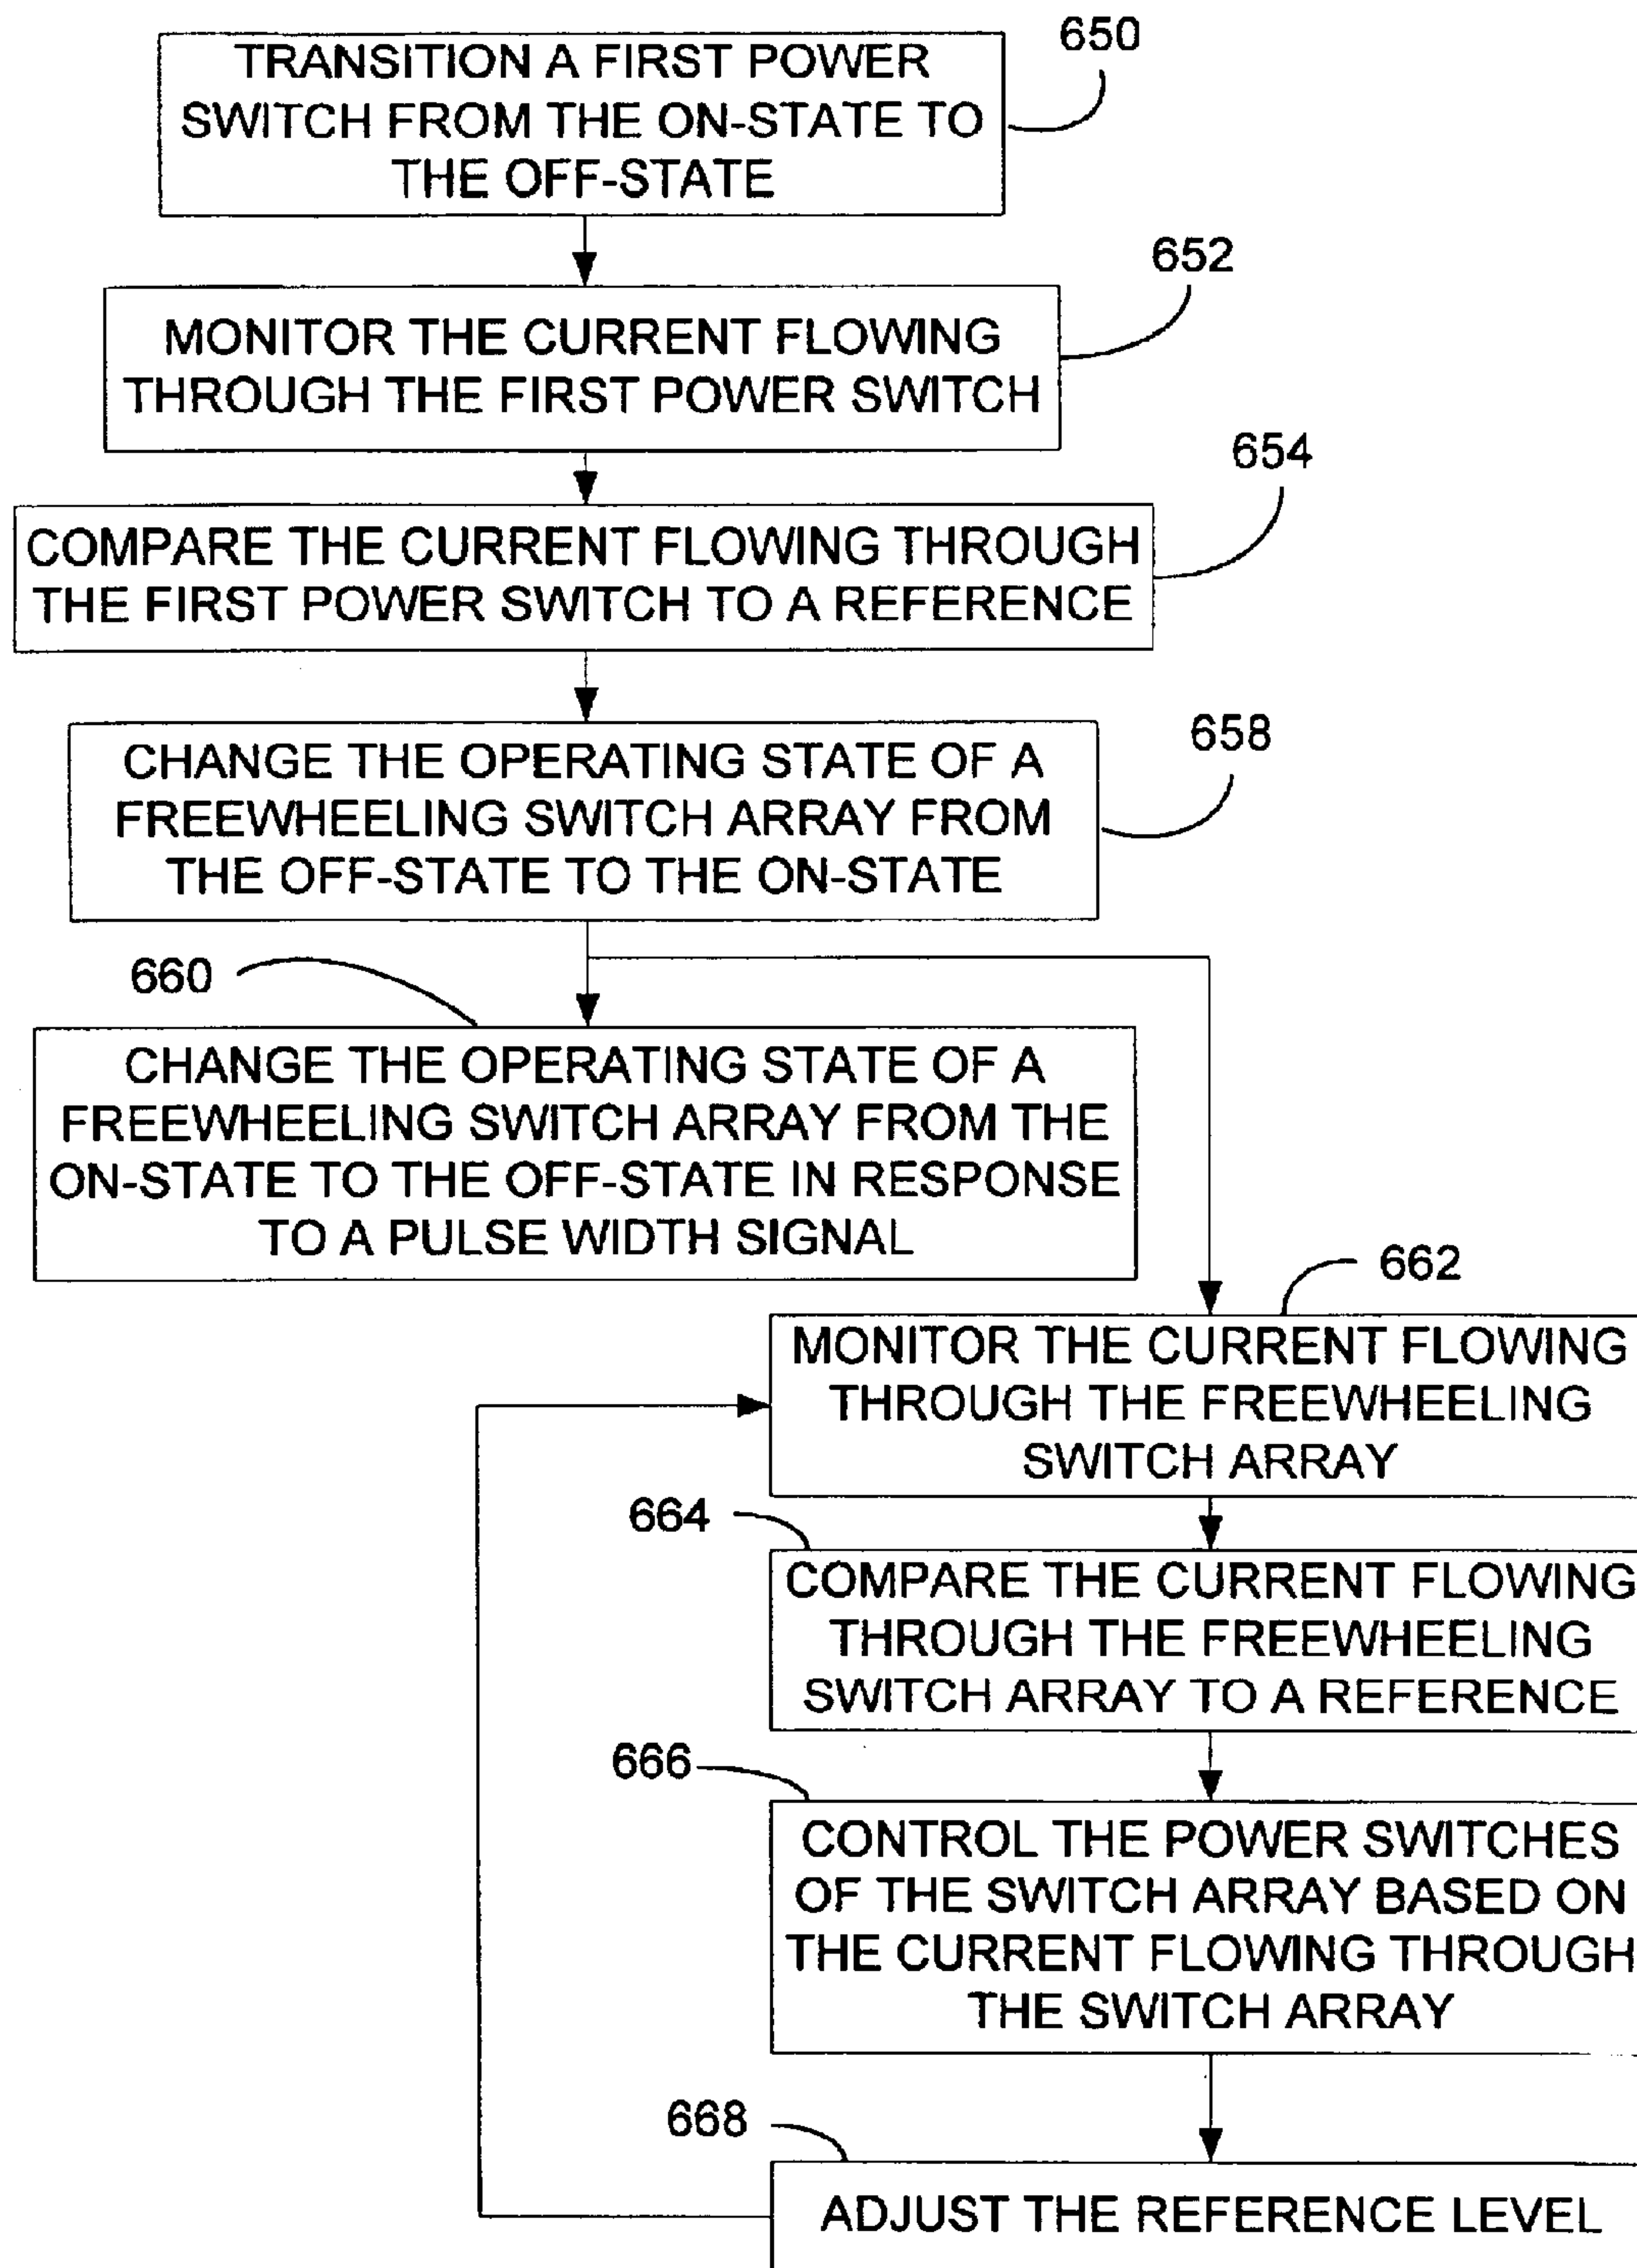 650
TRANSITION A FIRST POWER
SWITCH FROM THE ON-STATE TO
THE OFF-STATE
652
MONITOR THE CURRENT FLOWING
THROUGH THE FIRST POWER SWITCH
654
COMPARE THE CURRENT FLOWING THROUGH
THE FIRST POWER SWITCH TO A REFERENCE
658
CHANGE THE OPERATING STATE OF A
FREEWHEELING SWITCH ARRAY FROM
THE OFF-STATE TO THE ON-STATE
660
CHANGE THE OPERATING STATE OF A
FREEWHEELING SWITCH ARRAY FROM THE
ON-STATE TO THE OFF-STATE IN RESPONSE
TO A PULSE WIDTH SIGNAL
662
MONITOR THE CURRENT FLOWING
THROUGH THE FREEWHEELING
SWITCH ARRAY
664
COMPARE THE CURRENT FLOWING
THROUGH THE FREEWHEELING
SWITCH ARRAY TO A REFERENCE
666
CONTROL THE POWER SWITCHES
OF THE SWITCH ARRAY BASED ON
THE CURRENT FLOWING THROUGH
THE SWITCH ARRAY
668
ADJUST THE REFERENCE LEVEL